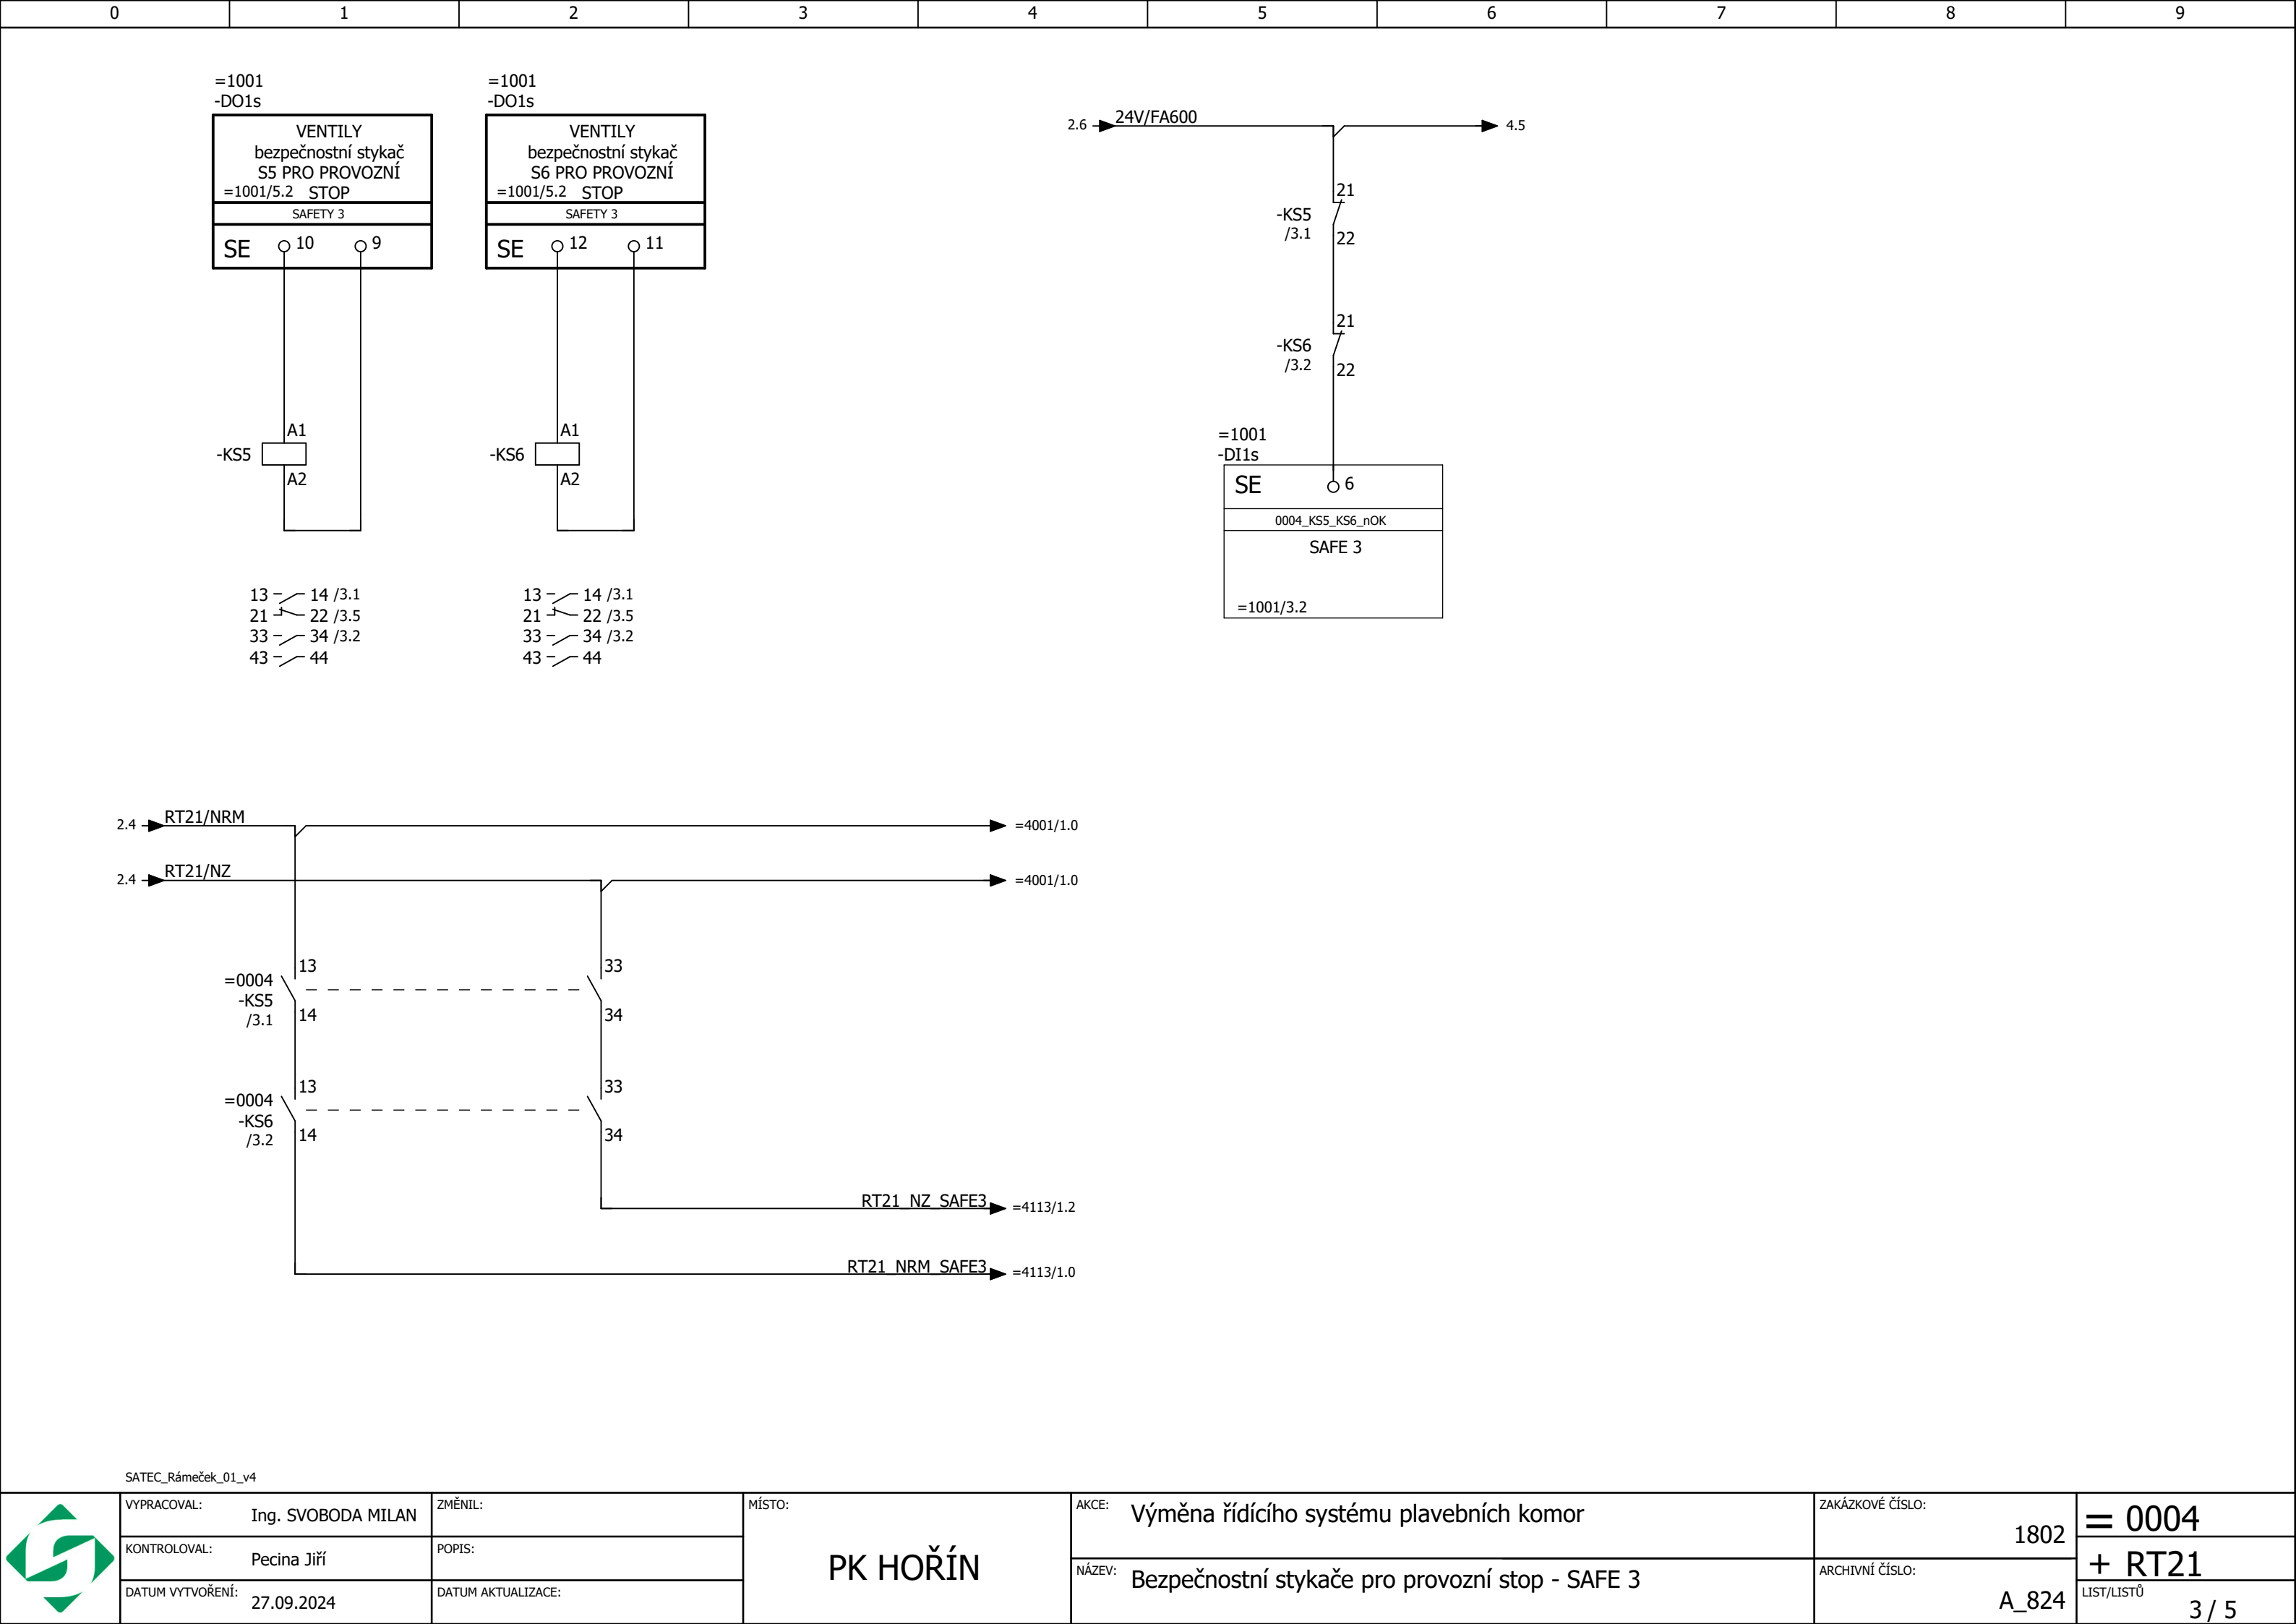 0 1 2 3 4 5 6 7 8 9
=1001
-DO1s
VENTILY
bezpečnostní stykač
S5 PRO PROVOZNÍ
=1001/5.2 STOP
SAFETY 3
SE 10 9
=1001
-DO1s
VENTILY
bezpečnostní stykač
S6 PRO PROVOZNÍ
=1001/5.2 STOP
SAFETY 3
SE 12 11
A1
-KS5
A2
A1
-KS6
A2
13 14 /3.1
21 22 /3.5
33 34 /3.2
43 44
13 14 /3.1
21 22 /3.5
33 34 /3.2
43 44
2.6 24V/FA600 4.5
21
-KS5
/3.1
22
21
-KS6
/3.2
22
=1001
-DI1s
SE 6
0004_KS5_KS6_nOK
SAFE 3
=1001/3.2
2.4 RT21/NRM =4001/1.0
2.4 RT21/NZ =4001/1.0
13 33
=0004
-KS5
/3.1
14 34
13 33
=0004
-KS6
/3.2
14 34
RT21_NZ_SAFE3 =4113/1.2
RT21_NRM_SAFE3 =4113/1.0
SATEC_Rámeček_01_v4
VYPRACOVAL: Ing. SVOBODA MILAN
KONTROLOVAL: Pecina Jiří
DATUM VYTVOŘENÍ: 27.09.2024
ZMĚNIL:
POPIS:
DATUM AKTUALIZACE:
MÍSTO:
PK HOŘÍN
AKCE: Výměna řídícího systému plavebních komor
NÁZEV: Bezpečnostní stykače pro provozní stop - SAFE 3
ZAKÁZKOVÉ ČÍSLO:
1802
ARCHIVNÍ ČÍSLO:
A_824
= 0004
+ RT21
LIST/LISTŮ
3 / 5